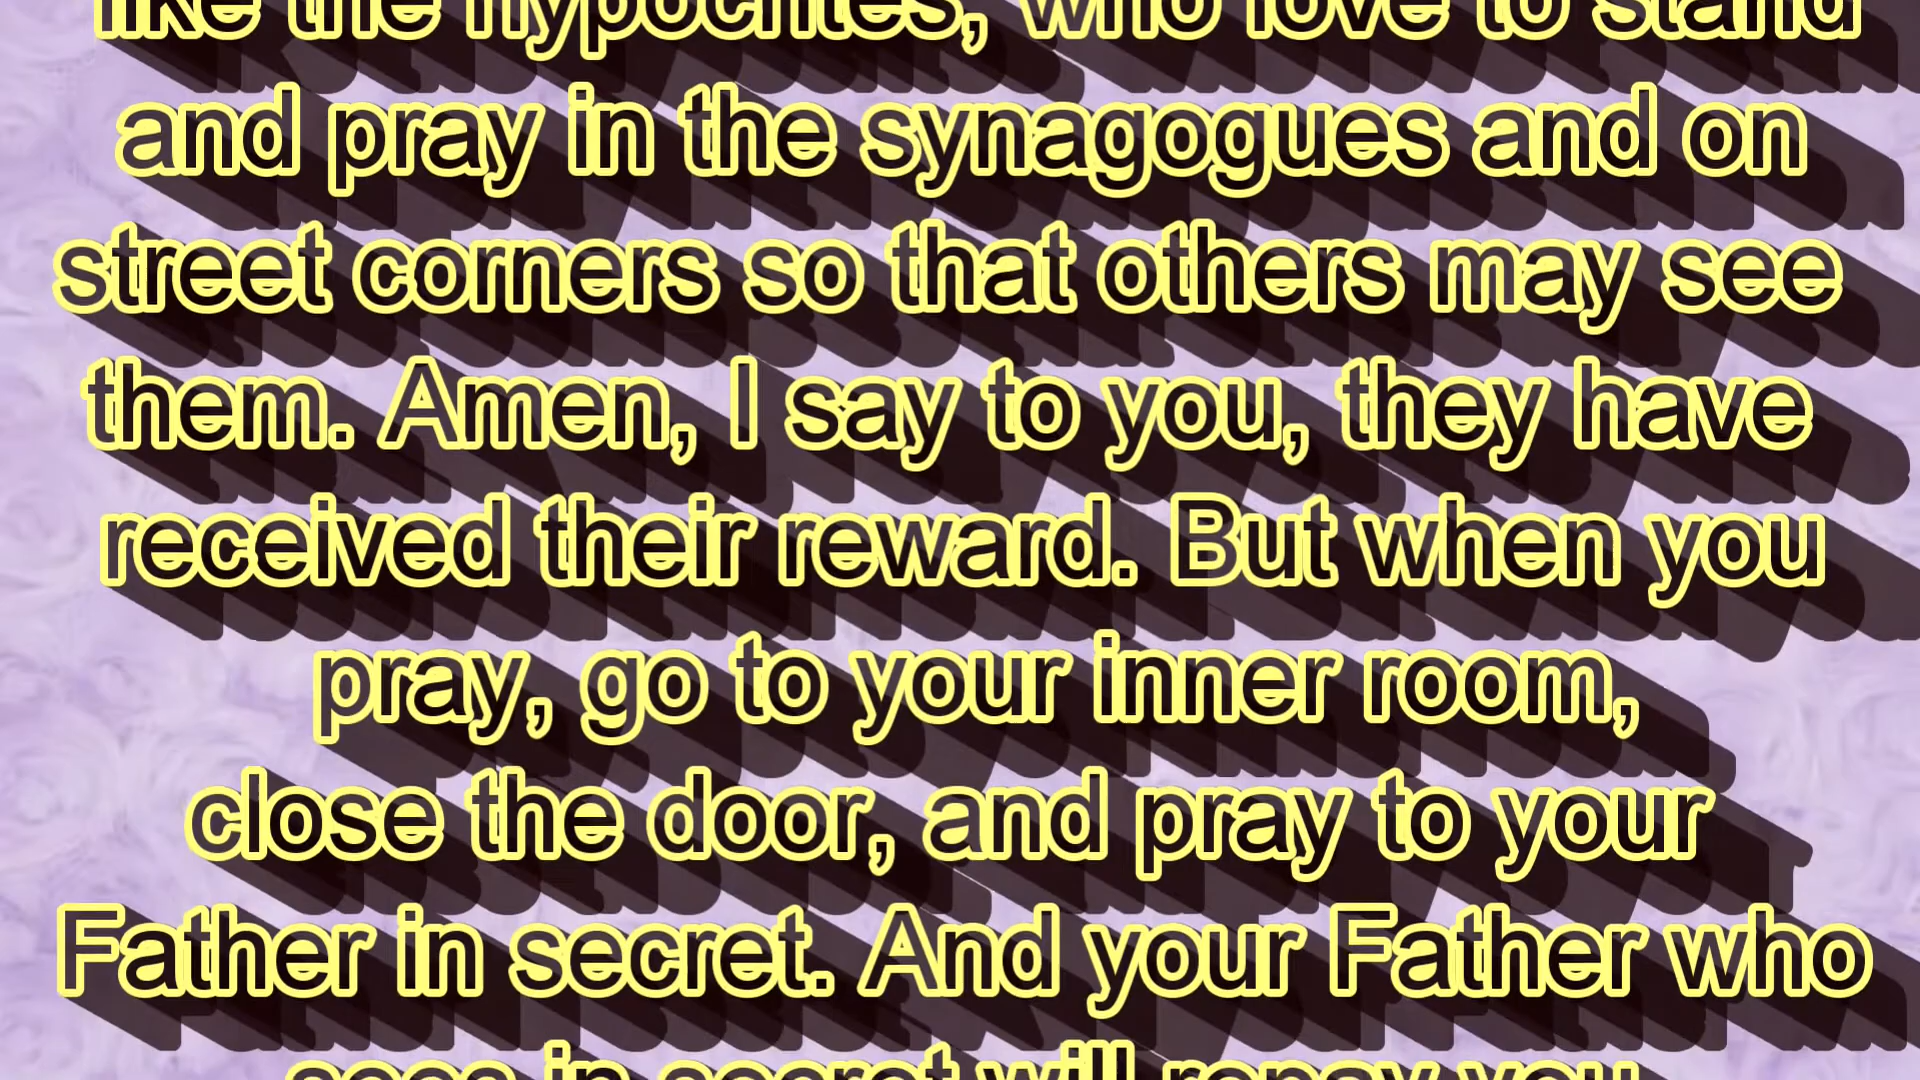 like the hypocrites, who love to stand
and pray in the synagogues and on
street corners so that others may see
them. Amen, I say to you, they have
received their reward. But when you
pray, go to your inner room,
close the door, and pray to your
Father in secret. And your Father who
sees in secret will repay you.